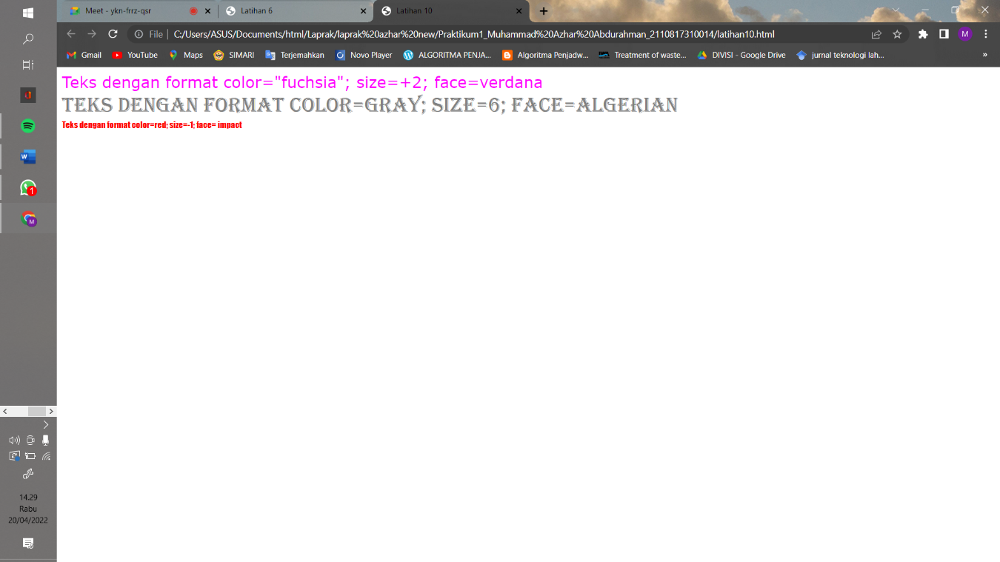 Meet - ykn-frrz-qsr
Latihan 6
Latihan 10
File
C:/Users/ASUS/Documents/html/Laprak/laprak%20azhar%20new/Praktikum1_Muhammad%20Azhar%20Abdurahman_2110817310014/latihan10.html
M
Gmail
YouTube
Maps
SIMARI
Terjemahkan
Novo Player
ALGORITMA PENJA...
Algoritma Penjadw...
Treatment of waste...
DIVISI - Google Drive
jurnal teknologi lah...
»
Teks dengan format color="fuchsia"; size=+2; face=verdana
TEKS DENGAN FORMAT COLOR=GRAY; SIZE=6; FACE=ALGERIAN
Teks dengan format color=red; size=-1; face= impact
W
1
M
14.29
Rabu
20/04/2022